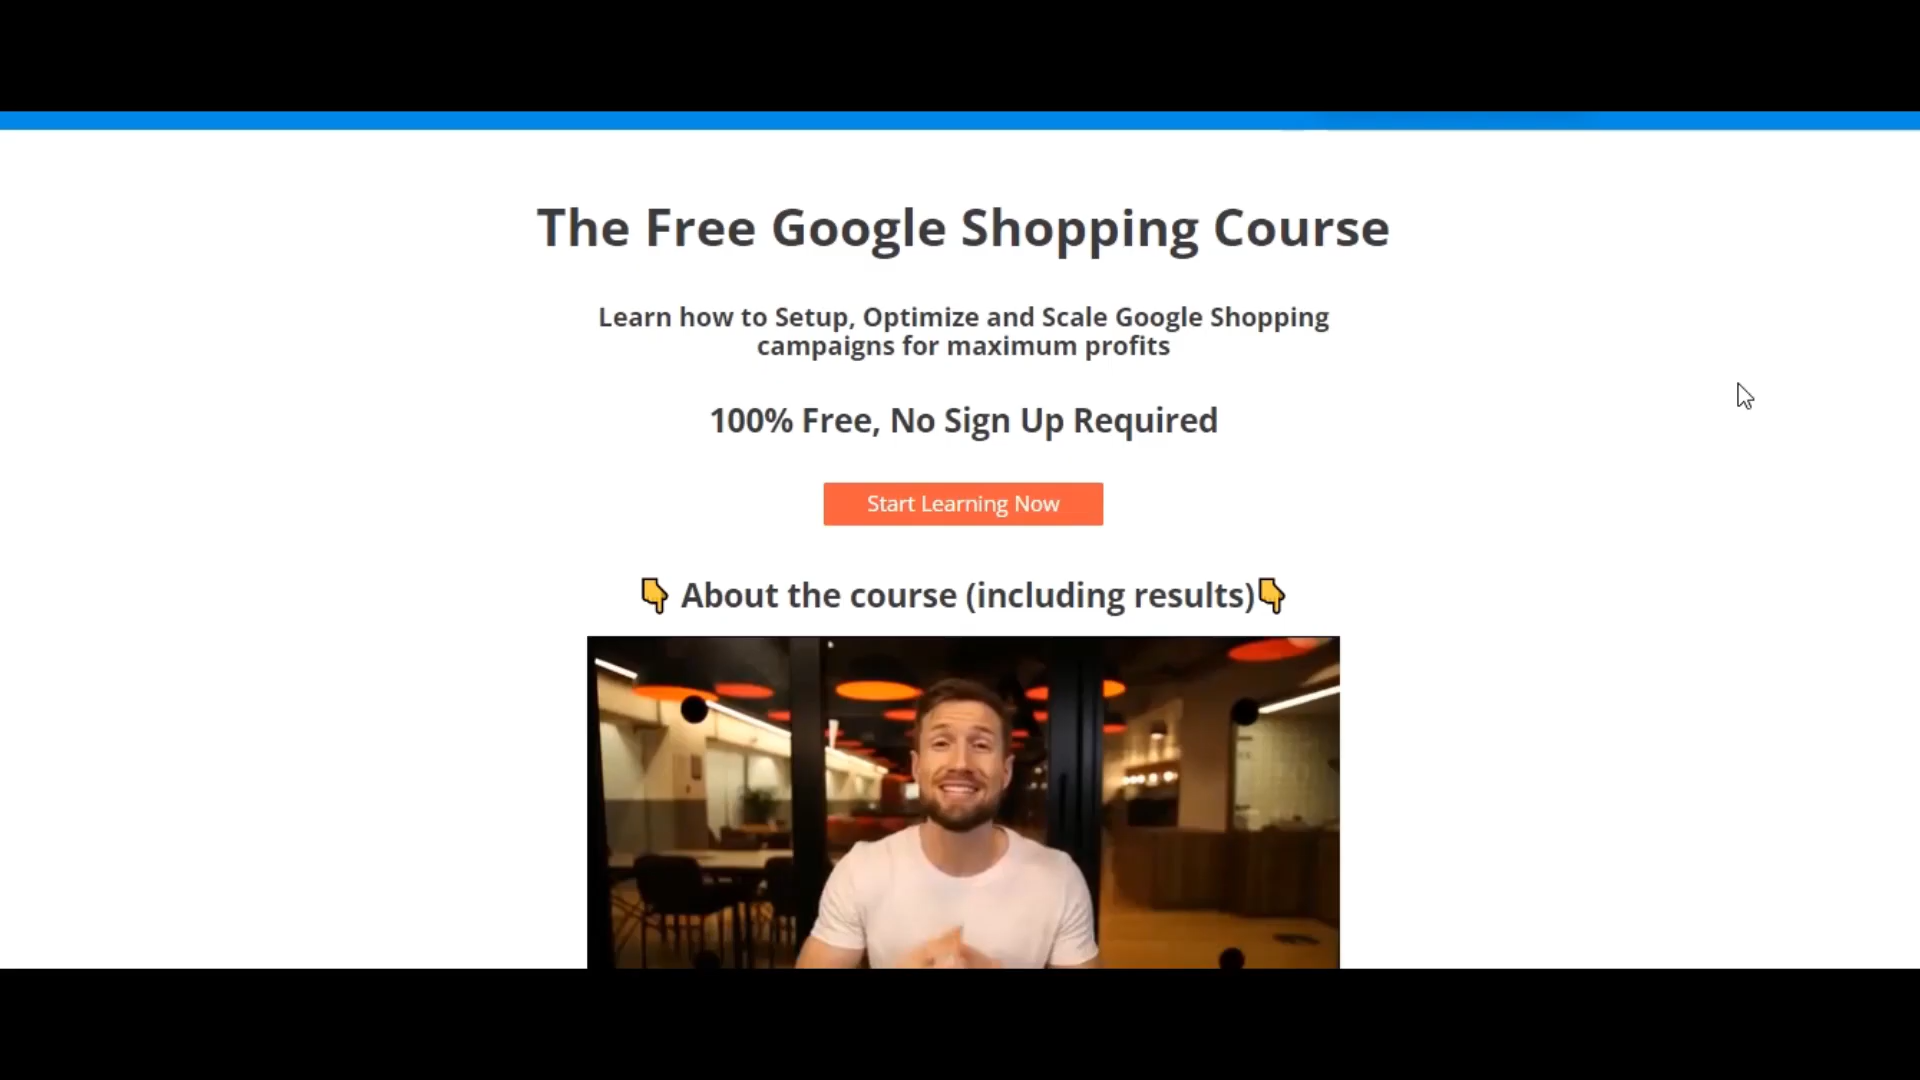 The Free Google Shopping Course
Learn how to Setup, Optimize and Scale Google Shopping
campaigns for maximum profits
100% Free, No Sign Up Required
Start Learning Now
👇 About the course (including results)👇